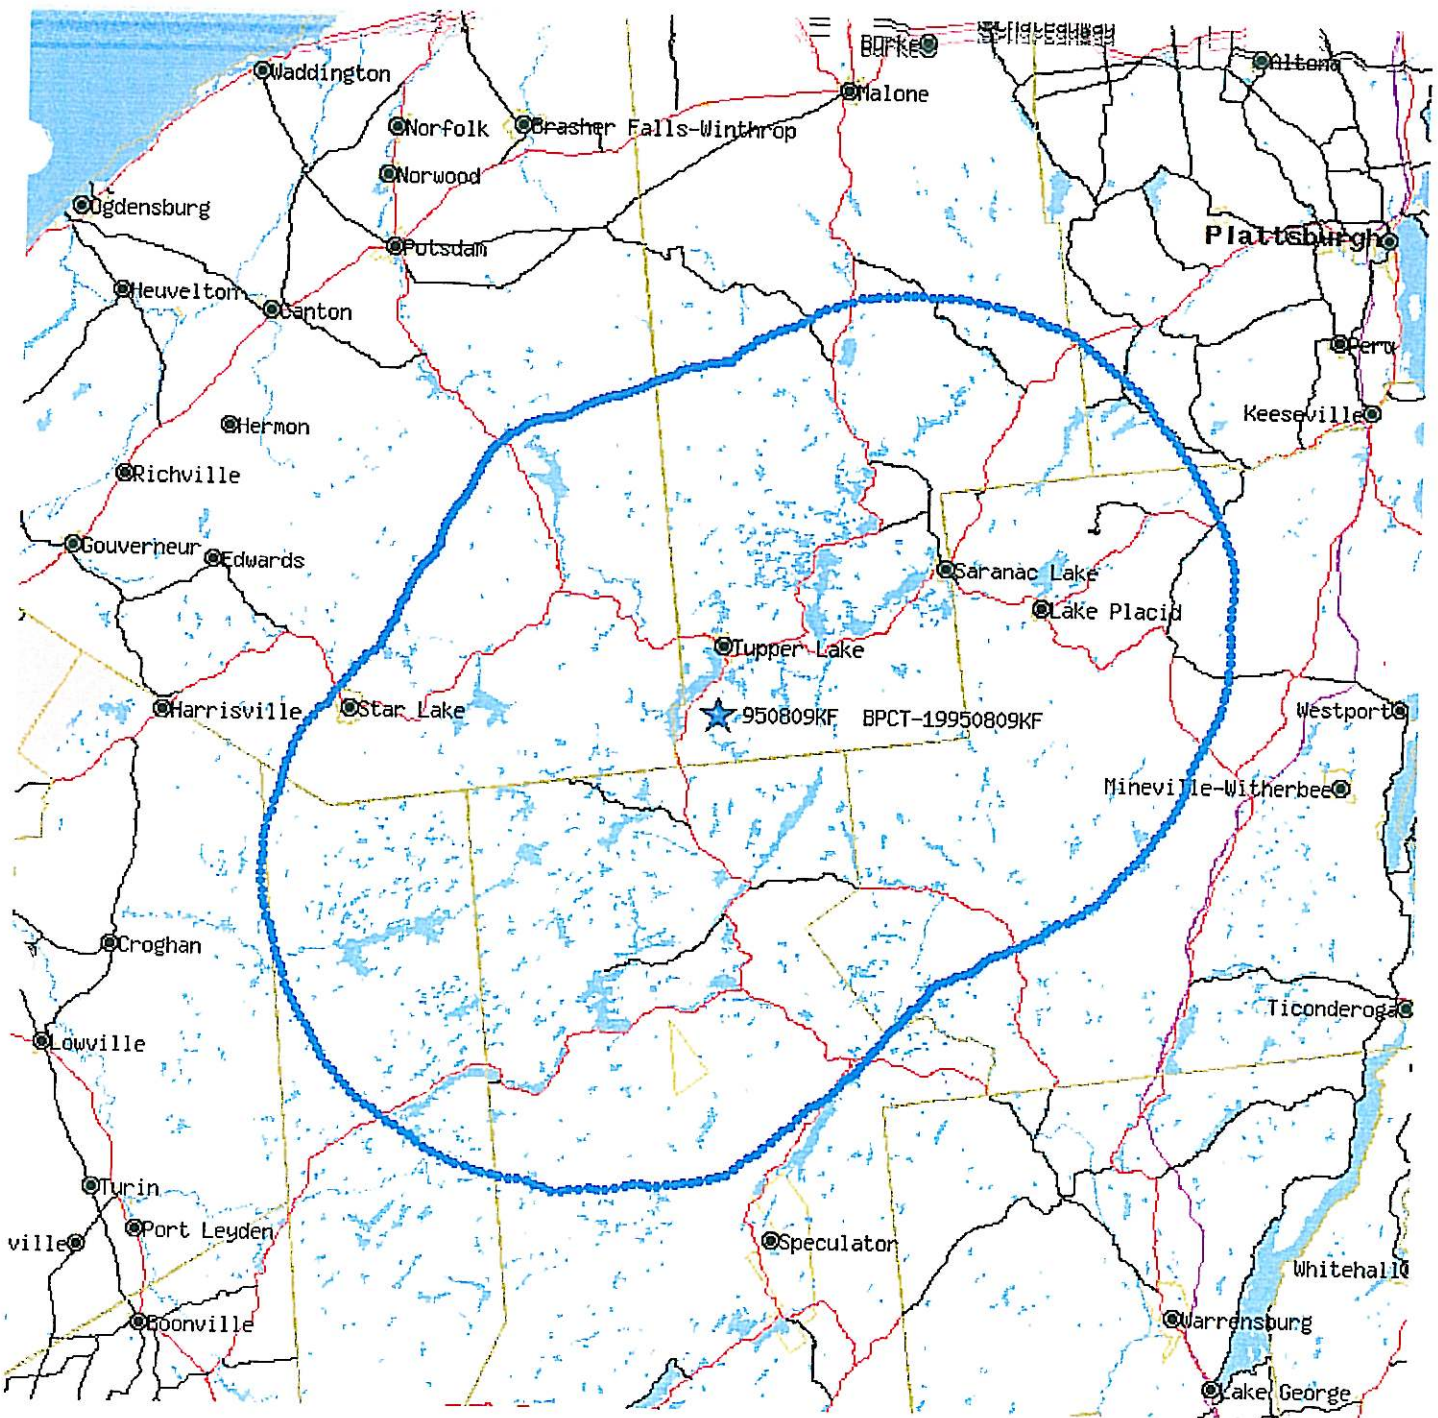 Burke
Altona
Waddington
Malone
Norfolk
Brasher Falls-Winthrop
Norwood
Ogdensburg
Plattsburgh
Potsdam
Heuvelton
Canton
Peru
Keeseville
Hermon
Richville
Gouverneur
Edwards
Saranac Lake
Lake Placid
Tupper Lake
Harrisville
Star Lake
950809KF BPCT-19950809KF
Westport
Mineville-Witherbee
Croghan
Ticonderoga
Lowville
Turin
Port Leyden
ville
Speculator
Whitehall
Boonville
Warrensburg
Lake George